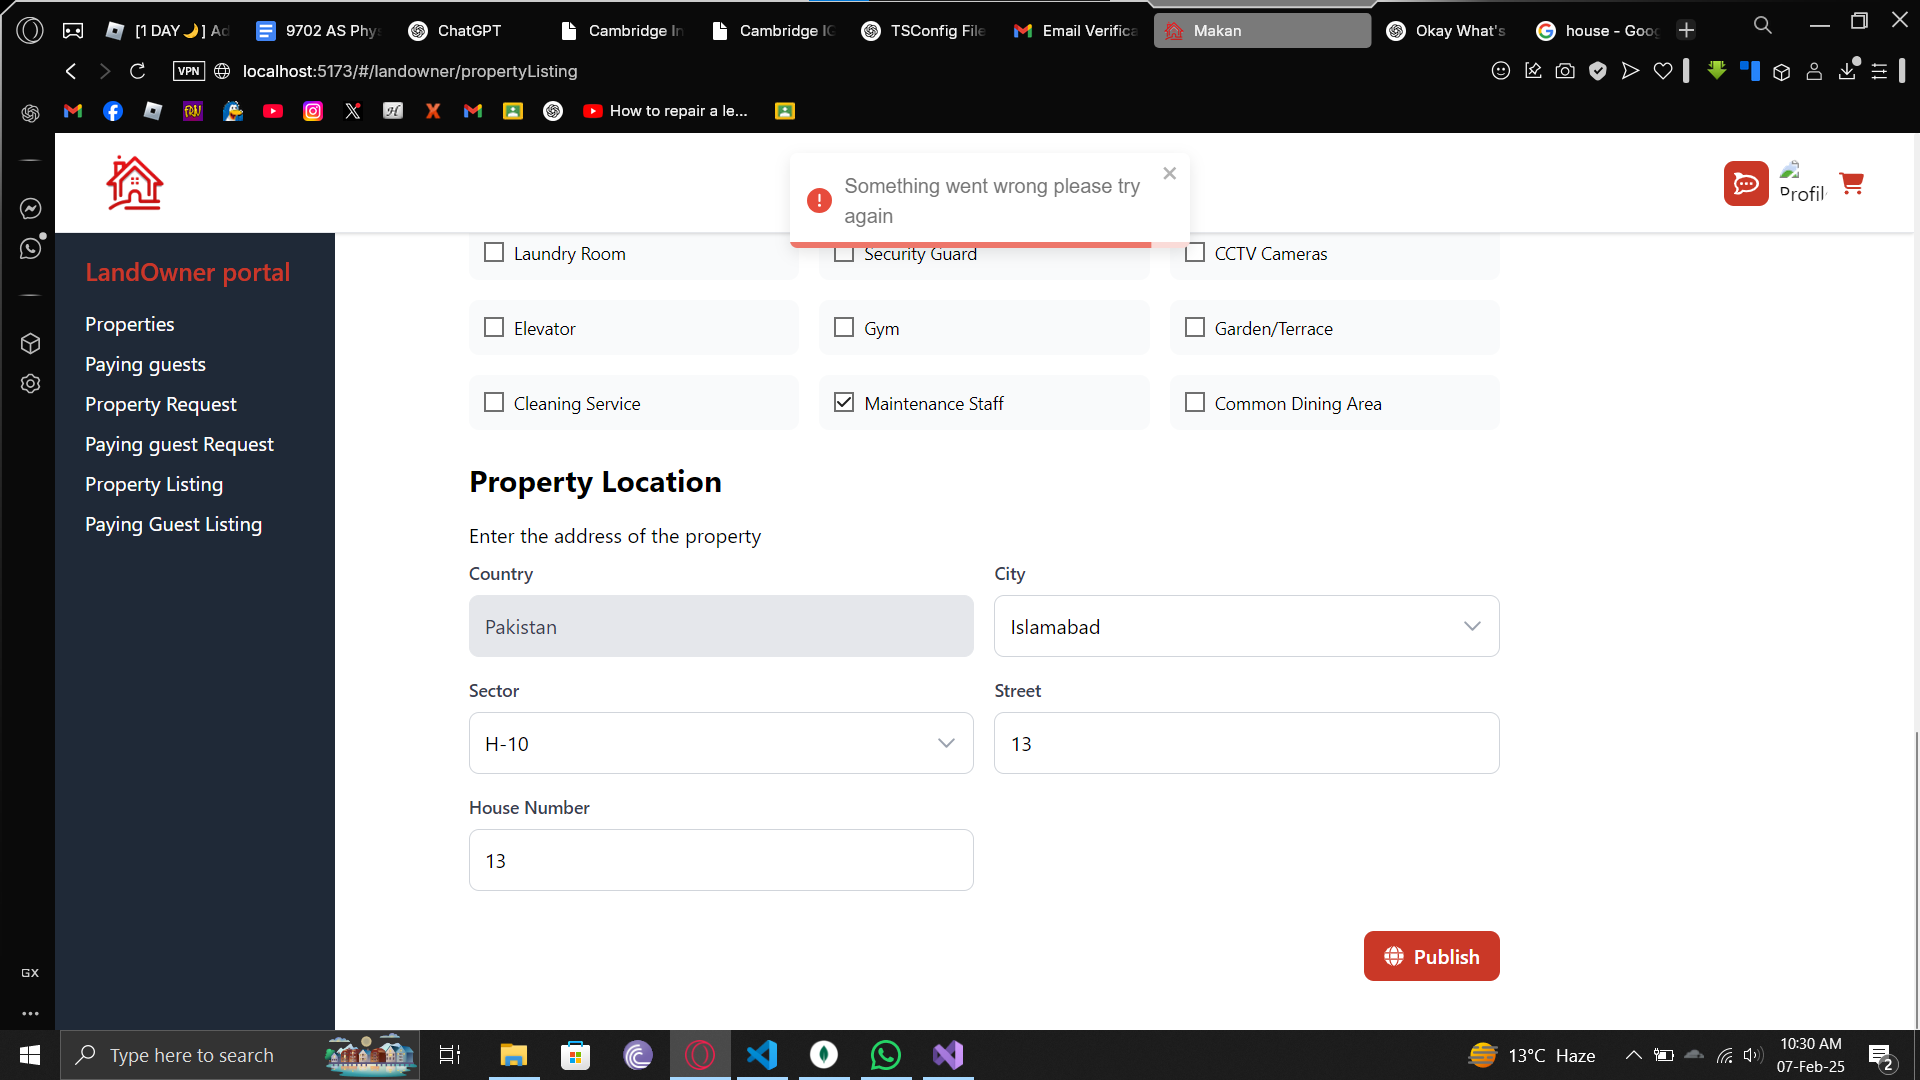 [1 DAY🌙] Ad
9702 AS Phys
ChatGPT
Cambridge In
Cambridge IG
TSConfig File
Email Verifica
Makan
Okay What's
house - Goog
VPN
localhost:5173/#/landowner/propertyListing
How to repair a le...
Something went wrong please try
again
Profil
LandOwner portal
Properties
Paying guests
Property Request
Paying guest Request
Property Listing
Paying Guest Listing
Laundry Room
Security Guard
CCTV Cameras
Elevator
Gym
Garden/Terrace
Cleaning Service
Maintenance Staff
Common Dining Area
Property Location
Enter the address of the property
Country
City
Pakistan
Islamabad
Sector
Street
H-10
13
House Number
13
Publish
GX
Type here to search
13°C Haze
10:30 AM
07-Feb-25
2